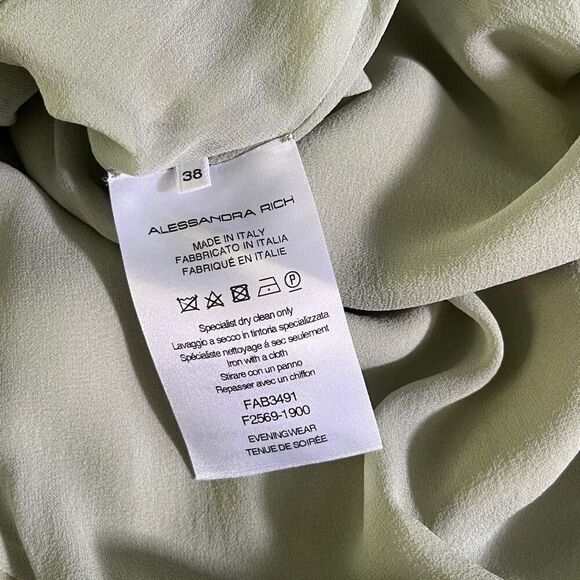 38
ALESSANDRA RICH
MADE IN ITALY
FABBRICATO IN ITALIA
FABRIQUÉ EN ITALIE
P
Specialist dry clean only
Lavaggio a secco in tintoria specializzata
Spécialiste nettoyage á sec seulement
Iron with a cloth
Stirare con un panno
Repasser avec un chiffon
FAB3491
F2569-1900
EVENINGWEAR
TENUE DE SOIRÉE